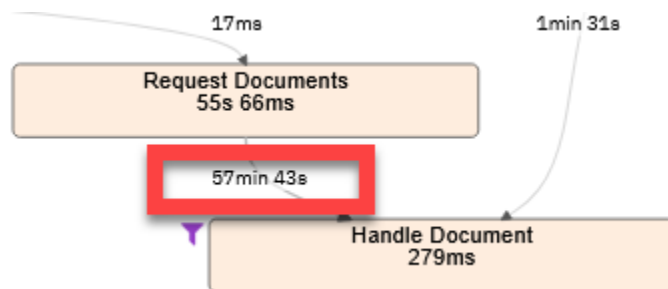 17ms
1min 31s
Request Documents
55s 66ms
57min 43s
Handle Document
279ms